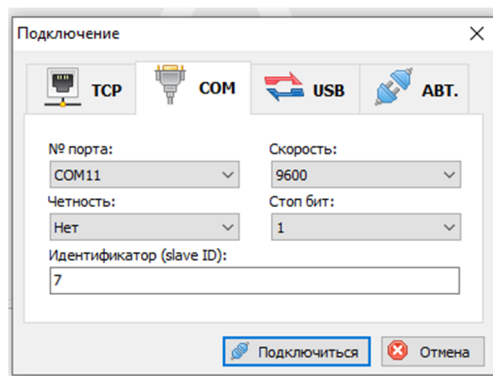 Подключение
TCP COM USB АВТ.
№ порта: Скорость:
COM11 9600
Четность: Стоп бит:
Нет 1
Идентификатор (slave ID):
7
Подключиться Отмена